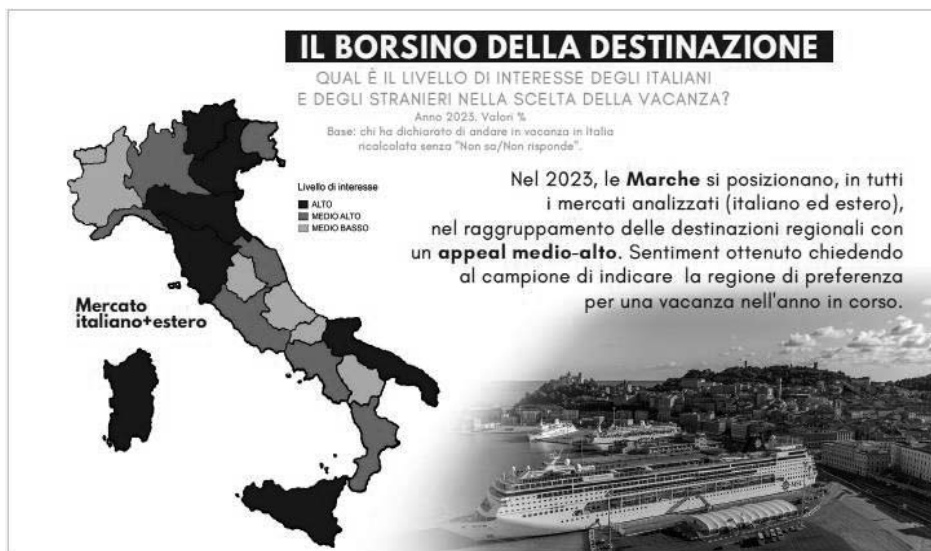 IL BORSINO DELLA DESTINAZIONE
QUAL È IL LIVELLO DI INTERESSE DEGLI ITALIANI
E DEGLI STRANIERI NELLA SCELTA DELLA VACANZA?
Anno 2023. Valori %
Base: chi ha dichiarato di andare in vacanza in Italia
ricalcolata senza "Non sa/Non risponde".
Livello di interesse
ALTO
MEDIO ALTO
MEDIO BASSO
Nel 2023, le Marche si posizionano, in tutti
i mercati analizzati (italiano ed estero),
nel raggruppamento delle destinazioni regionali con
un appeal medio-alto. Sentiment ottenuto chiedendo
al campione di indicare la regione di preferenza
per una vacanza nell'anno in corso.
Mercato
italiano+estero